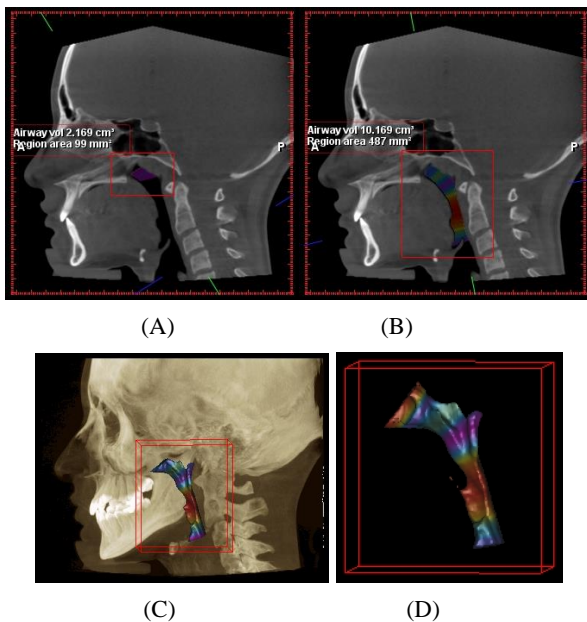 Airway vol 2.169 cm³
Region area 99 mm²
A
P
Airway vol 10.169 cm³
Region area 487 mm²
A
P
(A)
(B)
(C)
(D)